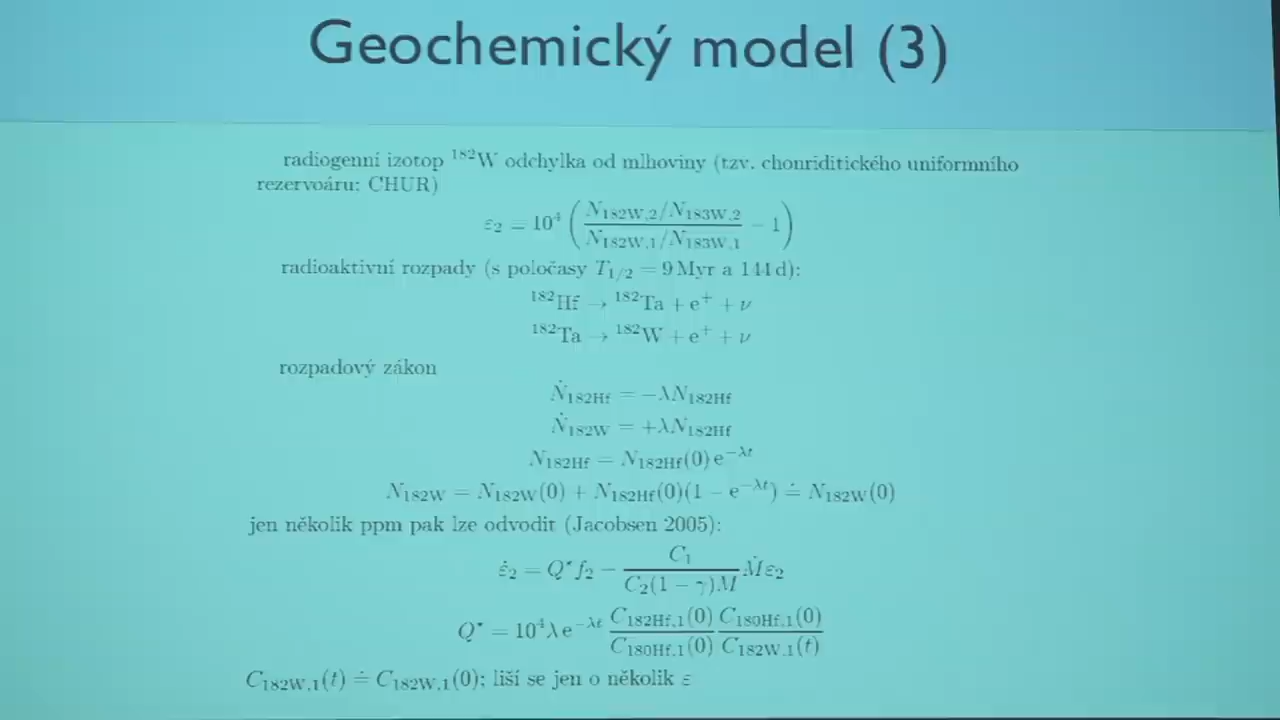 Geochemický model (3)
radiogenní izotop ¹⁸²W odchylka od mlhoviny (tzv. chonriditického uniformního
rezervoáru: CHUR)
ε₂ = 10⁴ ( (N₁₈₂W,₂/N₁₈₃W,₂) / (N₁₈₂W,₁/N₁₈₃W,₁) − 1 )
radioaktivní rozpady (s poločasy T₁/₂ = 9 Myr a 144 d):
¹⁸²Hf → ¹⁸²Ta + e⁺ + ν
¹⁸²Ta → ¹⁸²W + e⁺ + ν
rozpadový zákon
Ṅ₁₈₂Hf = −λN₁₈₂Hf
Ṅ₁₈₂W = +λN₁₈₂Hf
N₁₈₂Hf = N₁₈₂Hf(0) e^−λt
N₁₈₂W = N₁₈₂W(0) + N₁₈₂Hf(0)(1 − e^−λt) ≐ N₁₈₂W(0)
jen několik ppm pak lze odvodit (Jacobsen 2005):
ε̇₂ = Q*f₂ − C₁ / (C₂(1 − γ)M) Ṁε₂
Q* = 10⁴λ e^−λt (C₁₈₂Hf,₁(0) / C₁₈₀Hf,₁(0)) (C₁₈₀Hf,₁(0) / C₁₈₂W,₁(t))
C₁₈₂W,₁(t) ≐ C₁₈₂W,₁(0); liší se jen o několik ε